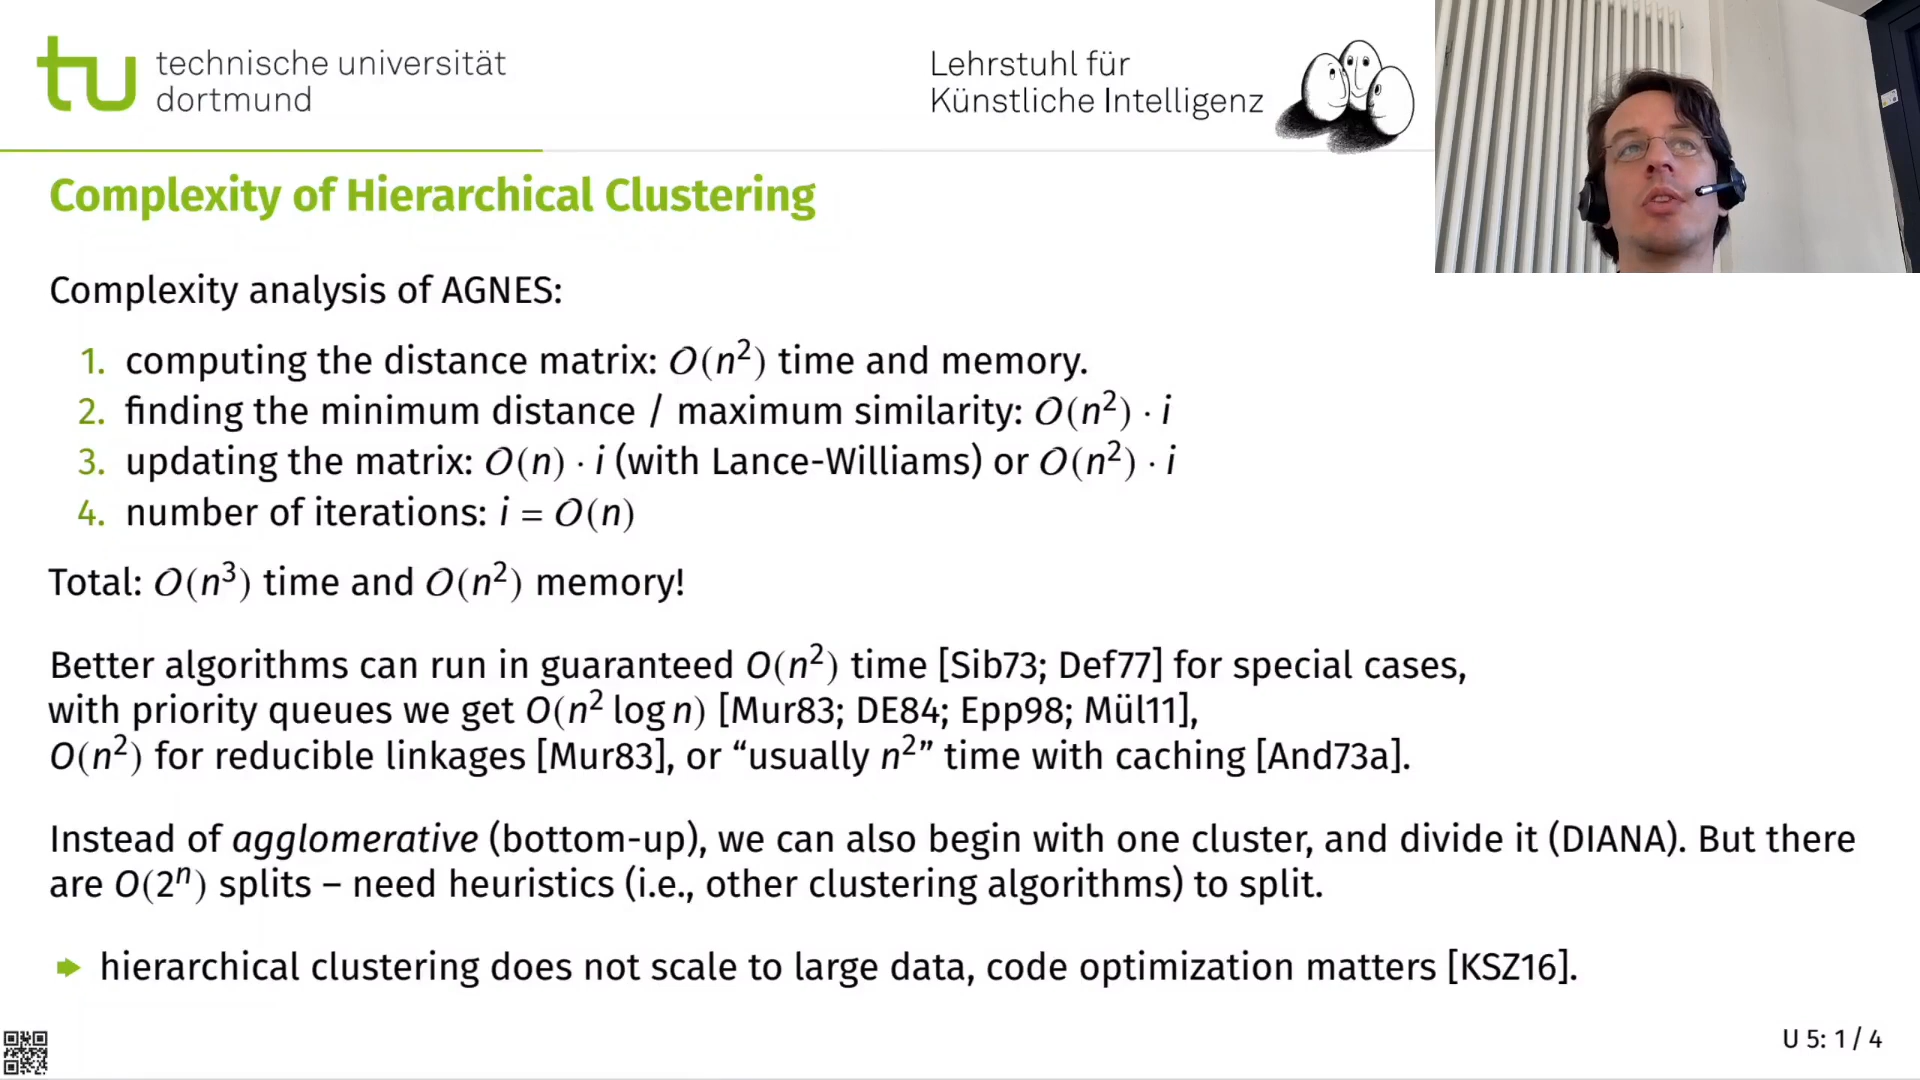 technische universität
dortmund
Lehrstuhl für
Künstliche Intelligenz
Complexity of Hierarchical Clustering
Complexity analysis of AGNES:
1. computing the distance matrix: O(n²) time and memory.
2. finding the minimum distance / maximum similarity: O(n²) · i
3. updating the matrix: O(n) · i (with Lance-Williams) or O(n²) · i
4. number of iterations: i = O(n)
Total: O(n³) time and O(n²) memory!
Better algorithms can run in guaranteed O(n²) time [Sib73; Def77] for special cases,
with priority queues we get O(n² log n) [Mur83; DE84; Epp98; Mül11],
O(n²) for reducible linkages [Mur83], or “usually n²” time with caching [And73a].
Instead of agglomerative (bottom-up), we can also begin with one cluster, and divide it (DIANA). But there
are O(2ⁿ) splits – need heuristics (i.e., other clustering algorithms) to split.
hierarchical clustering does not scale to large data, code optimization matters [KSZ16].
U 5: 1 / 4